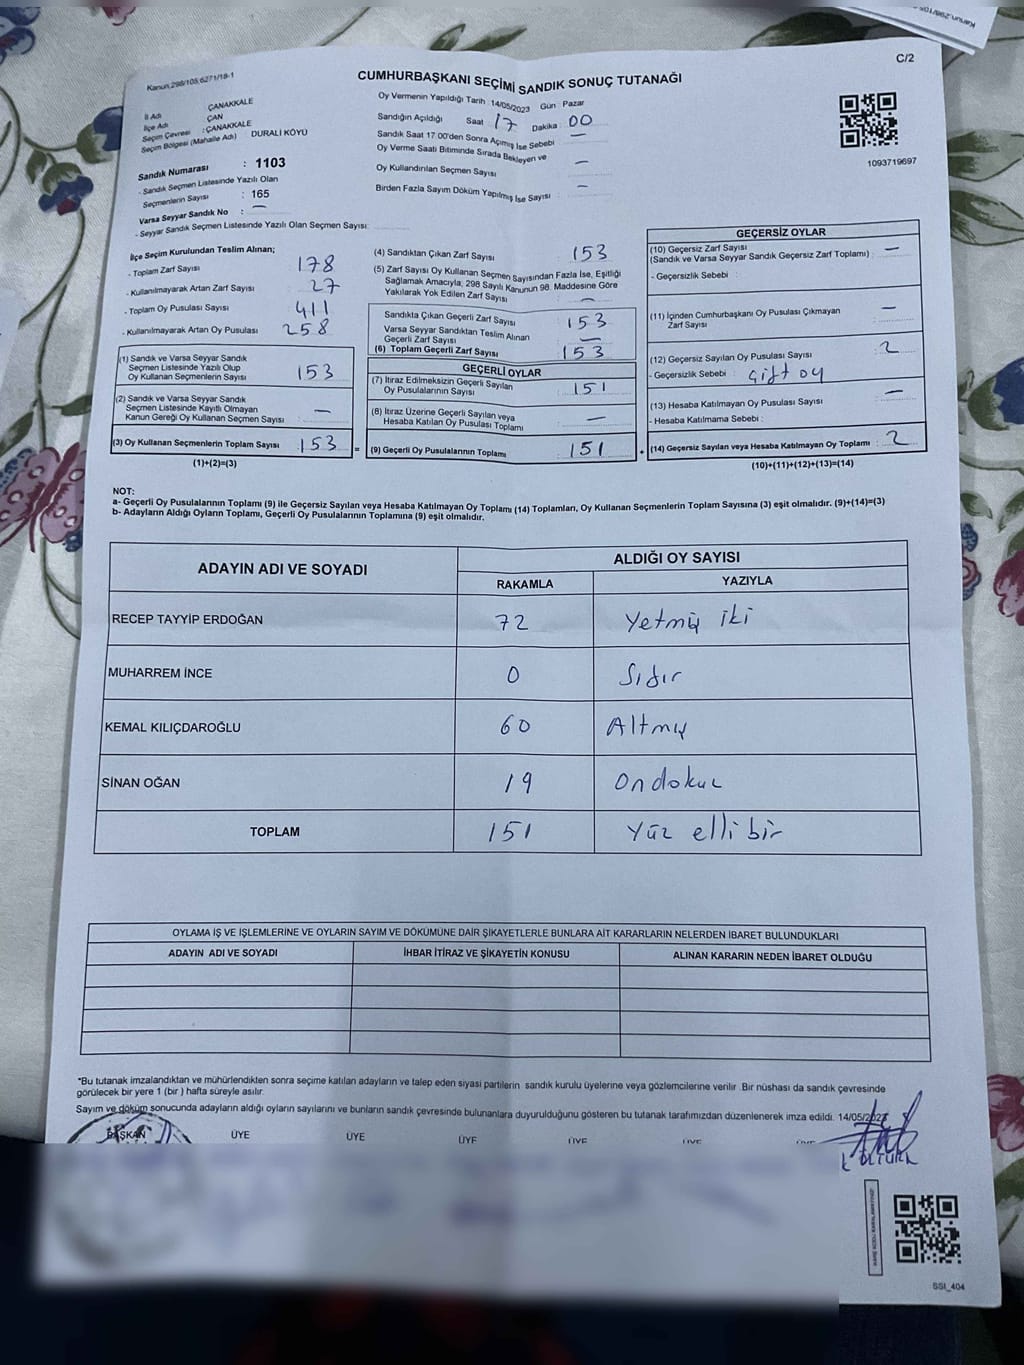 C/2
Kanun,298/105;6271/18-1
CUMHURBAŞKANI SEÇİMİ SANDIK SONUÇ TUTANAĞI
İl Adı ÇANAKKALE
İlçe Adı ÇAN
Seçim Çevresi : ÇANAKKALE
Seçim Bölgesi (Mahalle Adı) DURALİ KÖYÜ
Sandık Numarası : 1103
- Sandık Seçmen Listesinde Yazılı Olan
Seçmenlerin Sayısı : 165
Varsa Seyyar Sandık No : —
- Seyyar Sandık Seçmen Listesinde Yazılı Olan Seçmen Sayısı:
Oy Vermenin Yapıldığı Tarih 14/05/2023 Gün Pazar
Sandığın Açıldığı Saat 17 Dakika 00
Sandık Saat 17.00'den Sonra Açımış İse Sebebi —
Oy Verme Saati Bitiminde Sırada Bekleyen ve
Oy Kullandırılan Seçmen Sayısı —
Birden Fazla Sayım Döküm Yapılmış İse Sayısı —
1093719697
İlçe Seçim Kurulundan Teslim Alınan;
- Toplam Zarf Sayısı 178
- Kullanılmayarak Artan Zarf Sayısı 27
- Toplam Oy Pusulası Sayısı 411
- Kullanılmayarak Artan Oy Pusulası 258
(1) Sandık ve Varsa Seyyar Sandık
Seçmen Listesinde Yazılı Olup
Oy Kullanan Seçmenlerin Sayısı 153
(2) Sandık ve Varsa Seyyar Sandık
Seçmen Listesinde Kayıtlı Olmayan
Kanun Gereği Oy Kullanan Seçmen Sayısı : —
(3) Oy Kullanan Seçmenlerin Toplam Sayısı 153 =
(1)+(2)=(3)
(4) Sandıktan Çıkan Zarf Sayısı 153
(5) Zarf Sayısı Oy Kullanan Seçmen Sayısından Fazla İse, Eşitliği
Sağlamak Amacıyla, 298 Sayılı Kanunun 98. Maddesine Göre
Yakılarak Yok Edilen Zarf Sayısı —
Sandıkta Çıkan Geçerli Zarf Sayısı 153
Varsa Seyyar Sandıktan Teslim Alınan
Geçerli Zarf Sayısı —
(6) Toplam Geçerli Zarf Sayısı 153
GEÇERLİ OYLAR
(7) İtiraz Edilmeksizin Geçerli Sayılan
Oy Pusulalarının Sayısı 151
(8) İtiraz Üzerine Geçerli Sayılan veya
Hesaba Katılan Oy Pusulası Toplamı —
(9) Geçerli Oy Pusulalarının Toplamı 151 +
GEÇERSİZ OYLAR
(10) Geçersiz Zarf Sayısı
(Sandık ve Varsa Seyyar Sandık Geçersiz Zarf Toplamı) : —
- Geçersizlik Sebebi :
(11) İçinden Cumhurbaşkanı Oy Pusulası Çıkmayan
Zarf Sayısı —
(12) Geçersiz Sayılan Oy Pusulası Sayısı : 2
- Geçersizlik Sebebi : Çift oy
(13) Hesaba Katılmayan Oy Pusulası Sayısı —
- Hesaba Katılmama Sebebi :
(14) Geçersiz Sayılan veya Hesaba Katılmayan Oy Toplamı : 2
(10)+(11)+(12)+(13)=(14)
NOT:
a- Geçerli Oy Pusulalarının Toplamı (9) ile Geçersiz Sayılan veya Hesaba Katılmayan Oy Toplamı (14) Toplamları, Oy Kullanan Seçmenlerin Toplam Sayısına (3) eşit olmalıdır. (9)+(14)=(3)
b- Adayların Aldığı Oyların Toplamı, Geçerli Oy Pusulalarının Toplamına (9) eşit olmalıdır.
ADAYIN ADI VE SOYADI
ALDIĞI OY SAYISI
RAKAMLA YAZIYLA
RECEP TAYYİP ERDOĞAN 72 Yetmiş iki
MUHARREM İNCE 0 Sıfır
KEMAL KILIÇDAROĞLU 60 Altmış
SİNAN OĞAN 19 Ondokuz
TOPLAM 151 Yüz elli bir
OYLAMA İŞ VE İŞLEMLERİNE VE OYLARIN SAYIM VE DÖKÜMÜNE DAİR ŞİKAYETLERLE BUNLARA AİT KARARLARIN NELERDEN İBARET BULUNDUKLARI
ADAYIN ADI VE SOYADI İHBAR İTİRAZ VE ŞİKAYETİN KONUSU ALINAN KARARIN NEDEN İBARET OLDUĞU
"Bu tutanak imzalandıktan ve mühürlendikten sonra seçime katılan adayların ve talep eden siyasi partilerin sandık kurulu üyelerine veya gözlemcilerine verilir .Bir nüshası da sandık çevresinde
görülecek bir yere 1 (bir ) hafta süreyle asılır.
Sayım ve döküm sonucunda adayların aldığı oyların sayılarını ve bunların sandık çevresinde bulunanlara duyurulduğunu gösteren bu tutanak tarafımızdan düzenlenerek imza edildi. 14/05/2023
BAŞKAN ÜYE ÜYE ÜYE ÜYE ÜYE
SSI_404